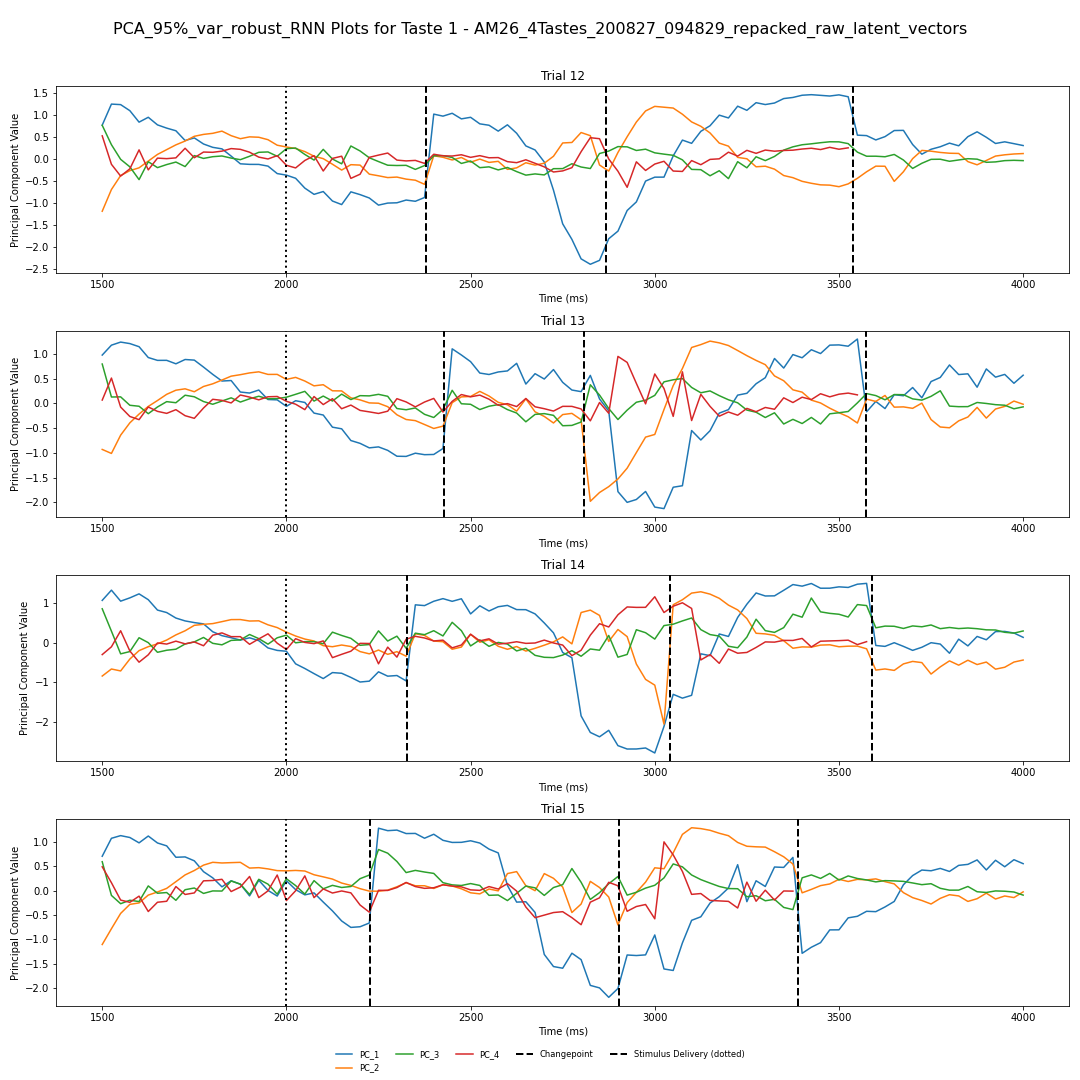 PCA_95%_var_robust_RNN Plots for Taste 1 - AM26_4Tastes_200827_094829_repacked_raw_latent_vectors
Trial 12
Principal Component Value
1.5
1.0
0.5
0.0
−0.5
−1.0
−1.5
−2.0
−2.5
1500 2000 2500 3000 3500 4000
Time (ms)
Trial 13
Principal Component Value
1.0
0.5
0.0
−0.5
−1.0
−1.5
−2.0
1500 2000 2500 3000 3500 4000
Time (ms)
Trial 14
Principal Component Value
1
0
−1
−2
1500 2000 2500 3000 3500 4000
Time (ms)
Trial 15
Principal Component Value
1.0
0.5
0.0
−0.5
−1.0
−1.5
−2.0
1500 2000 2500 3000 3500 4000
Time (ms)
PC_1 PC_3 PC_4 Changepoint Stimulus Delivery (dotted)
PC_2